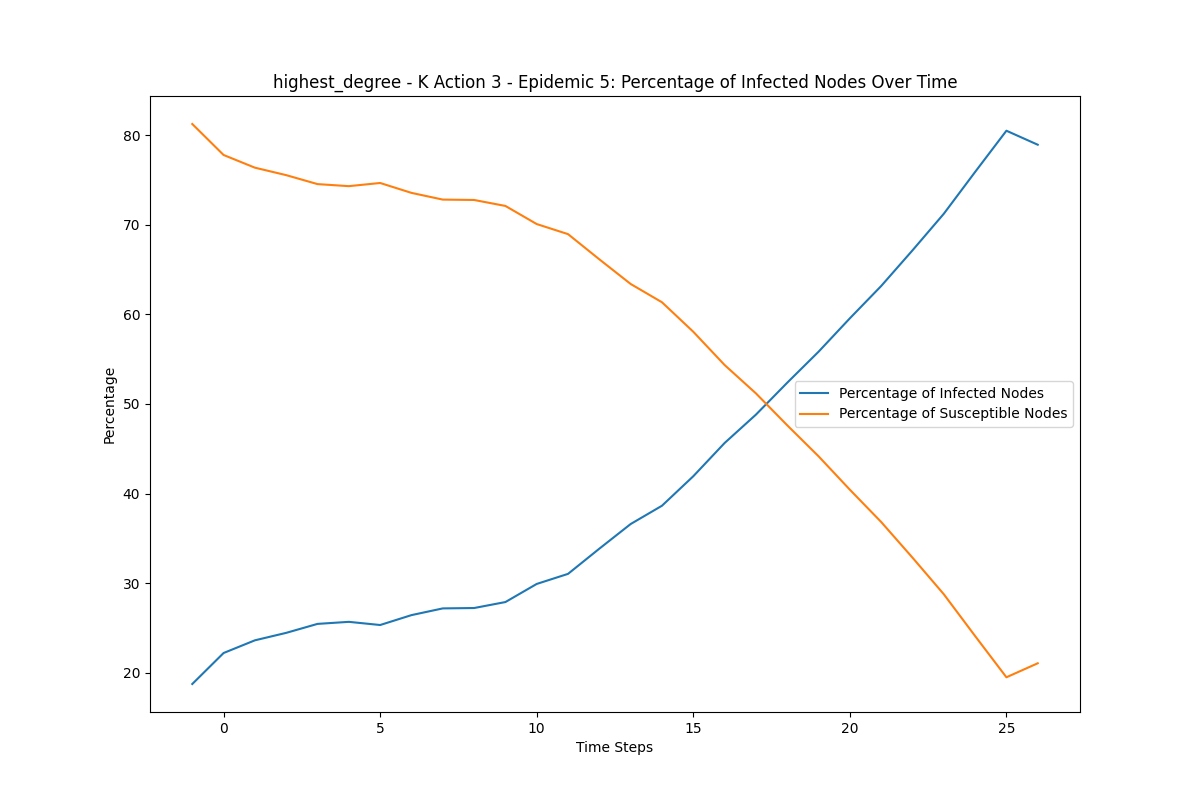 highest_degree - K Action 3 - Epidemic 5: Percentage of Infected Nodes Over Time
80
70
60
50
40
30
20
Percentage
Percentage of Infected Nodes
Percentage of Susceptible Nodes
0 5 10 15 20 25
Time Steps